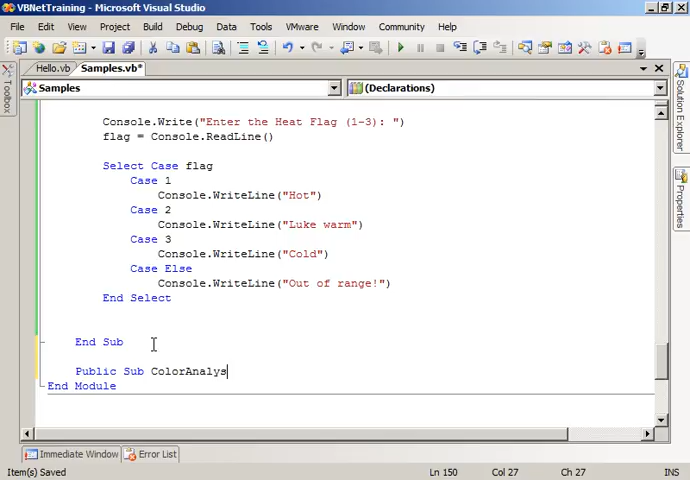 VBNetTraining - Microsoft Visual Studio
File Edit View Project Build Debug Data Tools VMware Window Community Help
Hello.vb Samples.vb*
Samples (Declarations)
Toolbox
Solution Explorer
Properties
Console.Write("Enter the Heat Flag (1-3): ")
flag = Console.ReadLine()
Select Case flag
Case 1
Console.WriteLine("Hot")
Case 2
Console.WriteLine("Luke warm")
Case 3
Console.WriteLine("Cold")
Case Else
Console.WriteLine("Out of range!")
End Select
End Sub
Public Sub ColorAnalys
End Module
Immediate Window Error List
Item(s) Saved Ln 150 Col 27 Ch 27